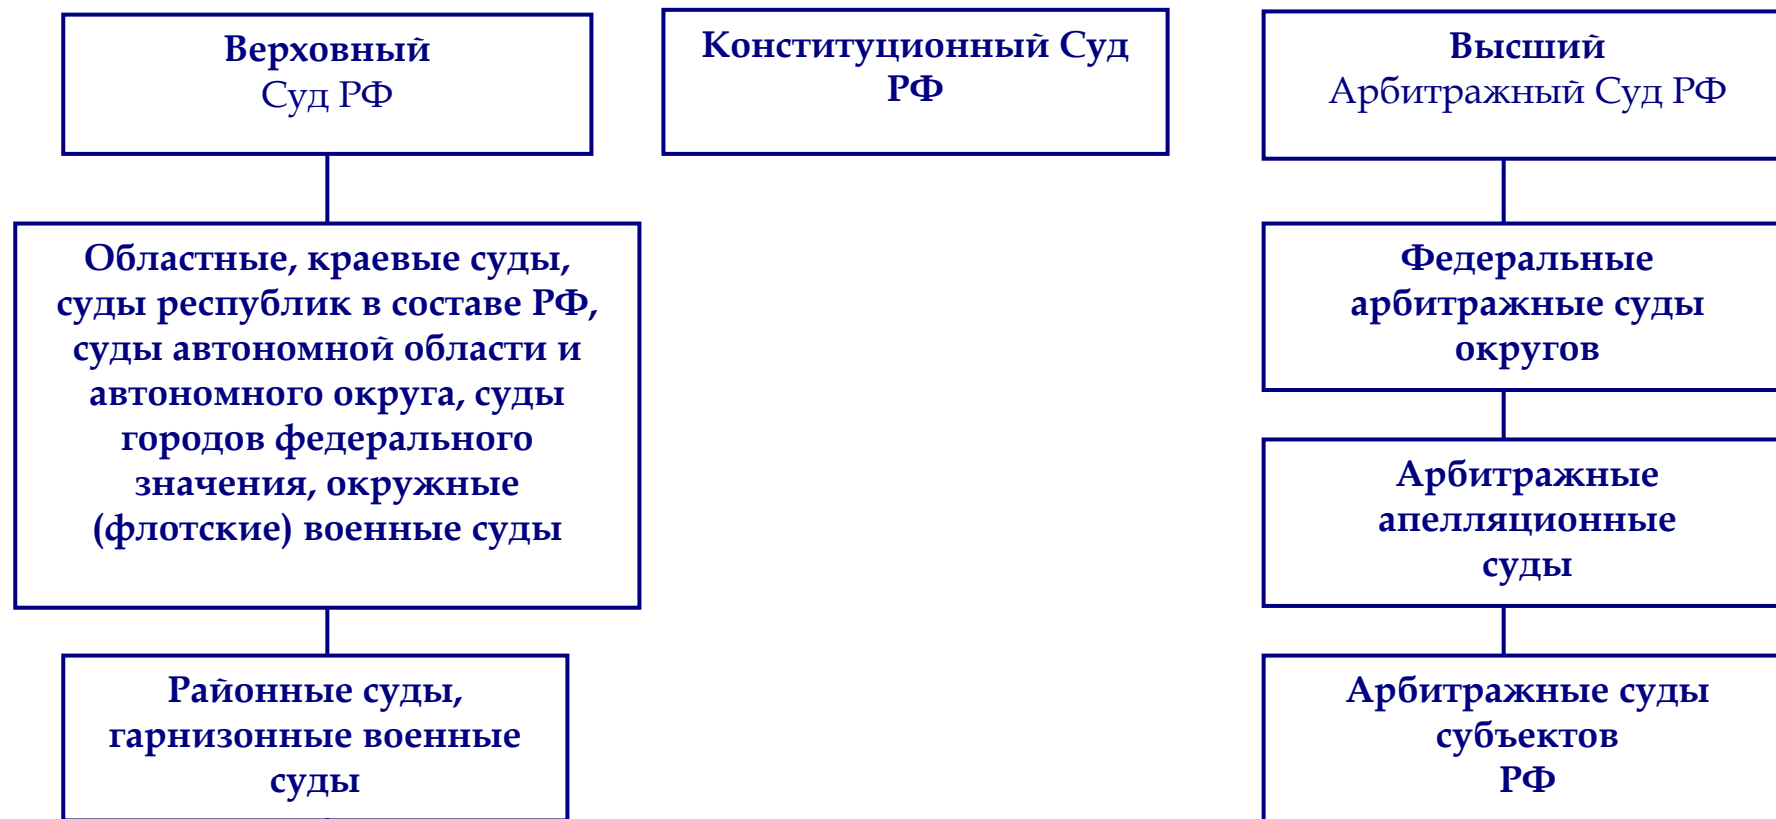 Верховный
Суд РФ
Конституционный Суд
РФ
Высший
Арбитражный Суд РФ
Областные, краевые суды,
суды республик в составе РФ,
суды автономной области и
автономного округа, суды
городов федерального
значения, окружные
(флотские) военные суды
Федеральные
арбитражные суды
округов
Арбитражные
апелляционные
суды
Районные суды,
гарнизонные военные
суды
Арбитражные суды
субъектов
РФ